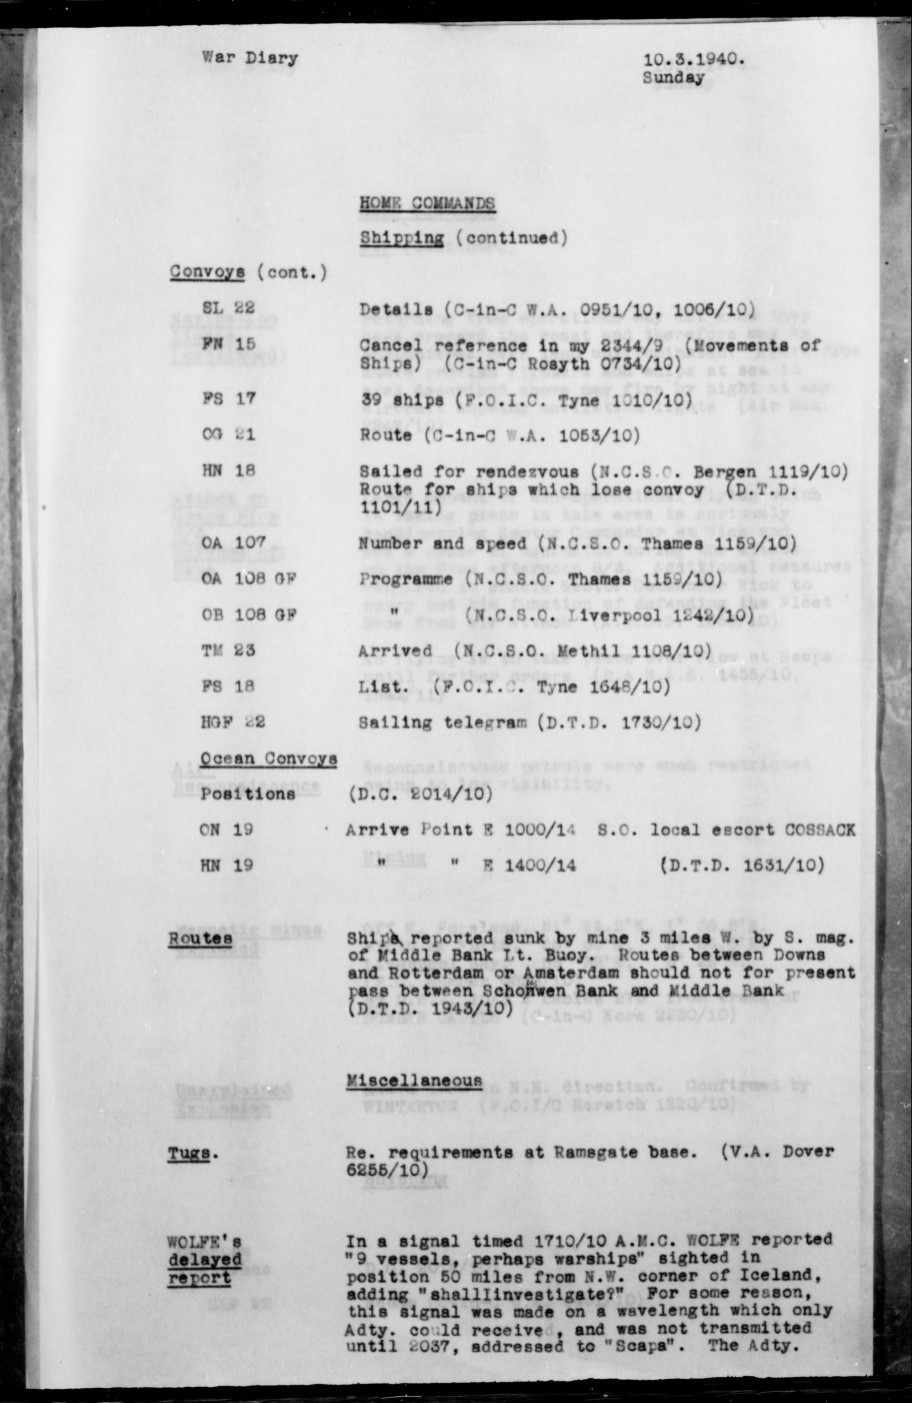 War Diary
10.3.1940.
Sunday
HOME COMMANDS
Shipping (continued)
Convoys (cont.)
SL 22 Details (C-in-C W.A. 0951/10, 1006/10)
FN 15 Cancel reference in my 2344/9 (Movements of
Ships) (C-in-C Rosyth 0734/10)
FS 17 39 ships (F.O.I.C. Tyne 1010/10)
OG 21 Route (C-in-C W.A. 1053/10)
HN 18 Sailed for rendezvous (N.C.S.O. Bergen 1119/10)
Route for ships which lose convoy (D.T.D.
1101/11)
OA 107 Number and speed (N.C.S.O. Thames 1159/10)
OA 108 GF Programme (N.C.S.O. Thames 1159/10)
OB 108 GF " (N.C.S.O. Liverpool 1242/10)
TM 23 Arrived (N.C.S.O. Methil 1108/10)
FS 18 List. (F.O.I.C. Tyne 1648/10)
HGF 22 Sailing telegram (D.T.D. 1730/10)
Ocean Convoys
Positions (D.C. 2014/10)
ON 19 Arrive Point E 1000/14 S.O. local escort COSSACK
HN 19 " " E 1400/14 (D.T.D. 1631/10)
Routes Ships reported sunk by mine 3 miles W. by S. mag.
of Middle Bank Lt. Buoy. Routes between Downs
and Rotterdam or Amsterdam should not for present
pass between Schouwen Bank and Middle Bank
(D.T.D. 1943/10)
Miscellaneous
Tugs. Re. requirements at Ramsgate base. (V.A. Dover
6255/10)
WOLFE's In a signal timed 1710/10 A.M.C. WOLFE reported
delayed "9 vessels, perhaps warships" sighted in
report position 50 miles from N.W. corner of Iceland,
adding "shallIinvestigate?" For some reason,
this signal was made on a wavelength which only
Adty. could receive , and was not transmitted
until 2037, addressed to "Scapa". The Adty.